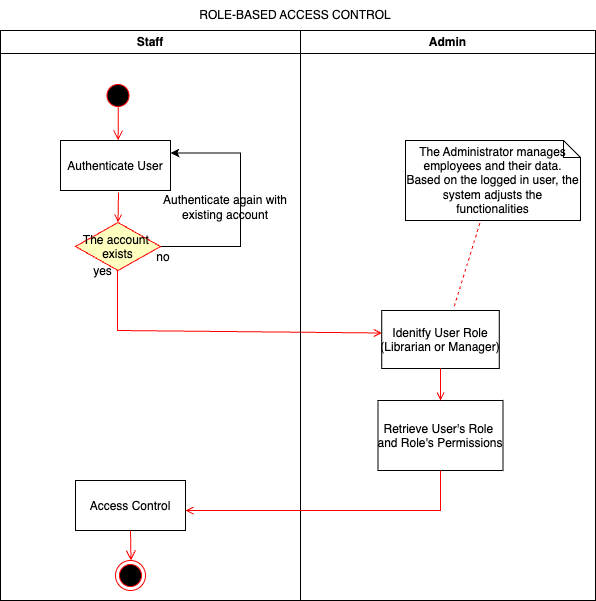 ROLE-BASED ACCESS CONTROL
Staff
Admin
Authenticate User
The Administrator manages
employees and their data.
Based on the logged in user, the
system adjusts the
functionalities
Authenticate again with
existing account
The account
exists
no
yes
Idenitfy User Role
(Librarian or Manager)
Retrieve User's Role
and Role's Permissions
Access Control